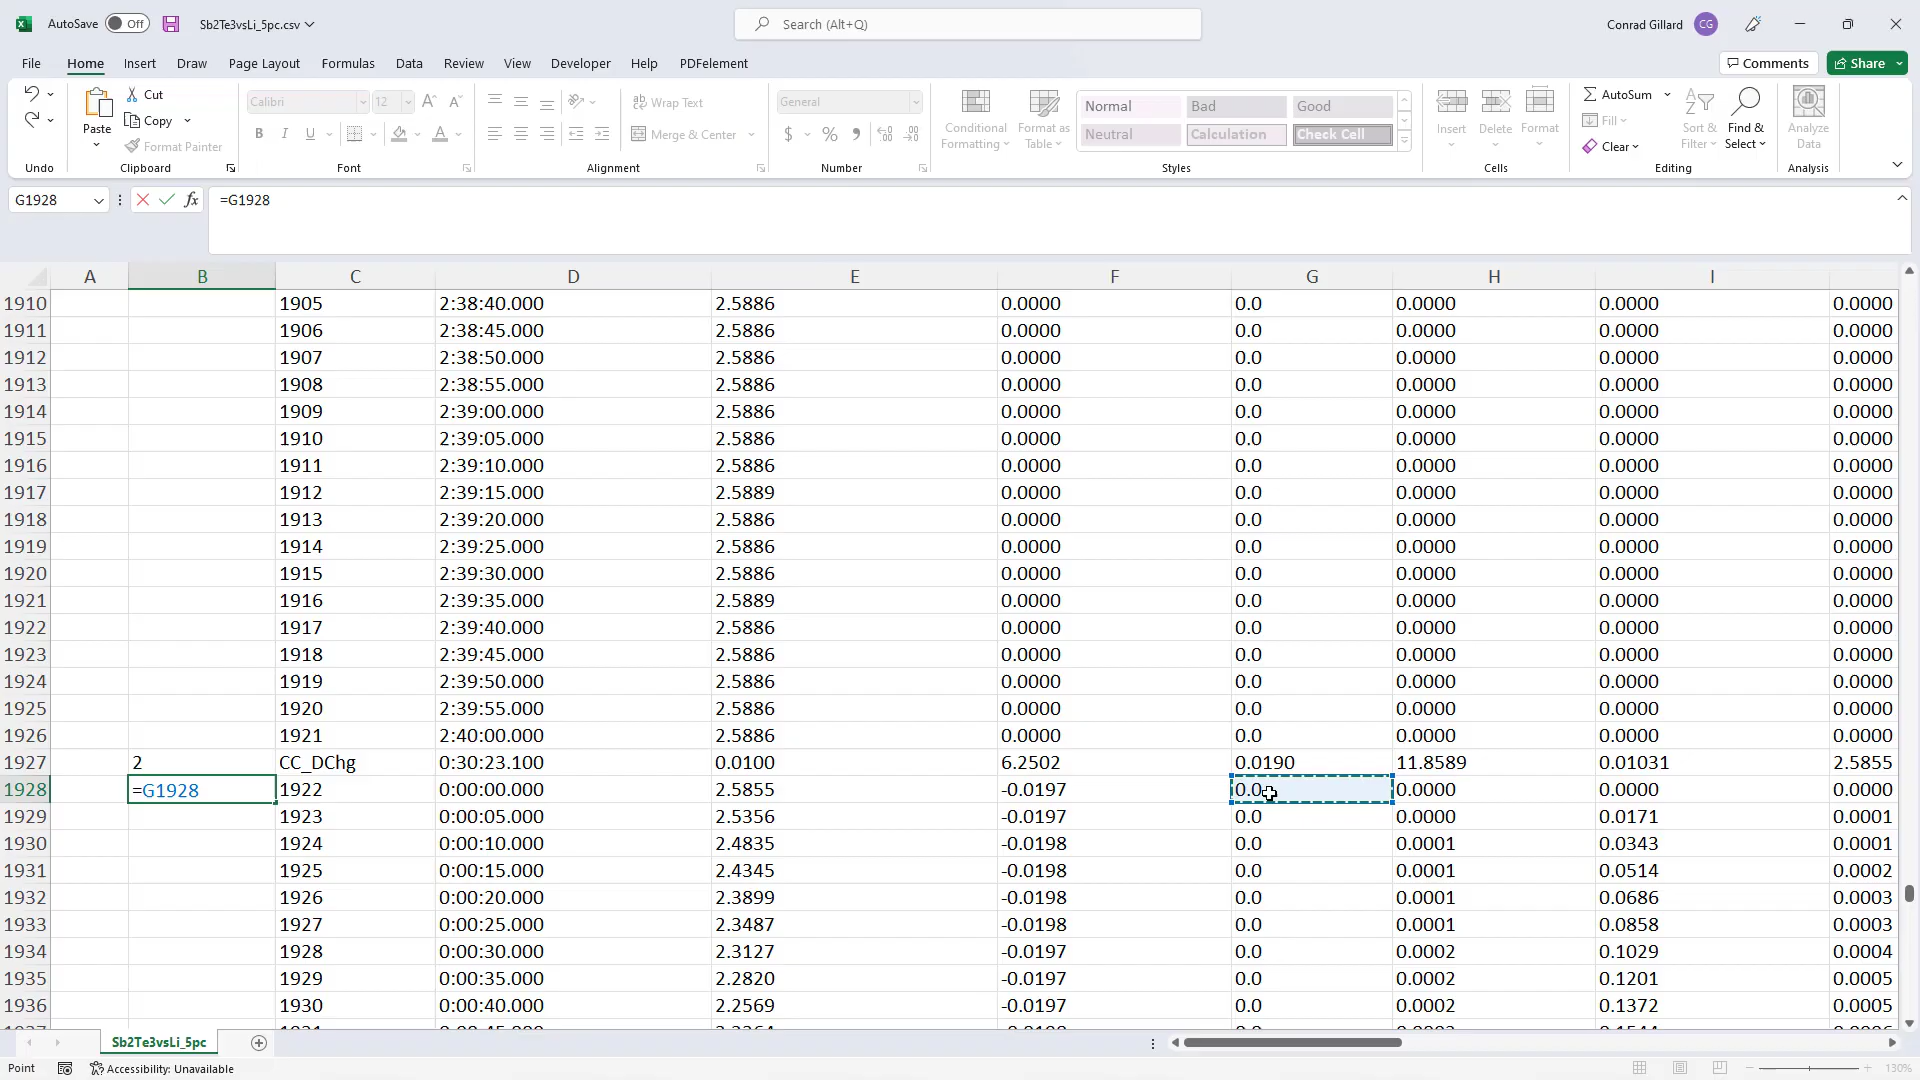 AutoSave Off Sb2Te3vsLi_5pc.csv Search (Alt+Q) Conrad Gillard CG
File Home Insert Draw Page Layout Formulas Data Review View Developer Help PDFelement Comments Share
Cut Calibri 12 Wrap Text General Normal Bad Good AutoSum
Paste Copy B I U Merge & Center $ % Conditional Formatting Format as Table Neutral Calculation Check Cell Insert Delete Format Fill Sort & Filter Find & Select Analyze Data
Format Painter Clear
Undo Clipboard Font Alignment Number Styles Cells Editing Analysis
G1928 fx =G1928
A B C D E F G H I
1910 1905 2:38:40.000 2.5886 0.0000 0.0 0.0000 0.0000 0.0000
1911 1906 2:38:45.000 2.5886 0.0000 0.0 0.0000 0.0000 0.0000
1912 1907 2:38:50.000 2.5886 0.0000 0.0 0.0000 0.0000 0.0000
1913 1908 2:38:55.000 2.5886 0.0000 0.0 0.0000 0.0000 0.0000
1914 1909 2:39:00.000 2.5886 0.0000 0.0 0.0000 0.0000 0.0000
1915 1910 2:39:05.000 2.5886 0.0000 0.0 0.0000 0.0000 0.0000
1916 1911 2:39:10.000 2.5886 0.0000 0.0 0.0000 0.0000 0.0000
1917 1912 2:39:15.000 2.5889 0.0000 0.0 0.0000 0.0000 0.0000
1918 1913 2:39:20.000 2.5886 0.0000 0.0 0.0000 0.0000 0.0000
1919 1914 2:39:25.000 2.5886 0.0000 0.0 0.0000 0.0000 0.0000
1920 1915 2:39:30.000 2.5886 0.0000 0.0 0.0000 0.0000 0.0000
1921 1916 2:39:35.000 2.5889 0.0000 0.0 0.0000 0.0000 0.0000
1922 1917 2:39:40.000 2.5886 0.0000 0.0 0.0000 0.0000 0.0000
1923 1918 2:39:45.000 2.5886 0.0000 0.0 0.0000 0.0000 0.0000
1924 1919 2:39:50.000 2.5886 0.0000 0.0 0.0000 0.0000 0.0000
1925 1920 2:39:55.000 2.5886 0.0000 0.0 0.0000 0.0000 0.0000
1926 1921 2:40:00.000 2.5886 0.0000 0.0 0.0000 0.0000 0.0000
1927 2 CC_DChg 0:30:23.100 0.0100 6.2502 0.0190 11.8589 0.01031 2.5855
1928 =G1928 1922 0:00:00.000 2.5855 -0.0197 0.0 0.0000 0.0000 0.0000
1929 1923 0:00:05.000 2.5356 -0.0197 0.0 0.0000 0.0171 0.0001
1930 1924 0:00:10.000 2.4835 -0.0198 0.0 0.0001 0.0343 0.0001
1931 1925 0:00:15.000 2.4345 -0.0198 0.0 0.0001 0.0514 0.0002
1932 1926 0:00:20.000 2.3899 -0.0198 0.0 0.0001 0.0686 0.0003
1933 1927 0:00:25.000 2.3487 -0.0198 0.0 0.0001 0.0858 0.0003
1934 1928 0:00:30.000 2.3127 -0.0197 0.0 0.0002 0.1029 0.0004
1935 1929 0:00:35.000 2.2820 -0.0197 0.0 0.0002 0.1201 0.0005
1936 1930 0:00:40.000 2.2569 -0.0197 0.0 0.0002 0.1372 0.0005
Sb2Te3vsLi_5pc
Point Accessibility: Unavailable 130%